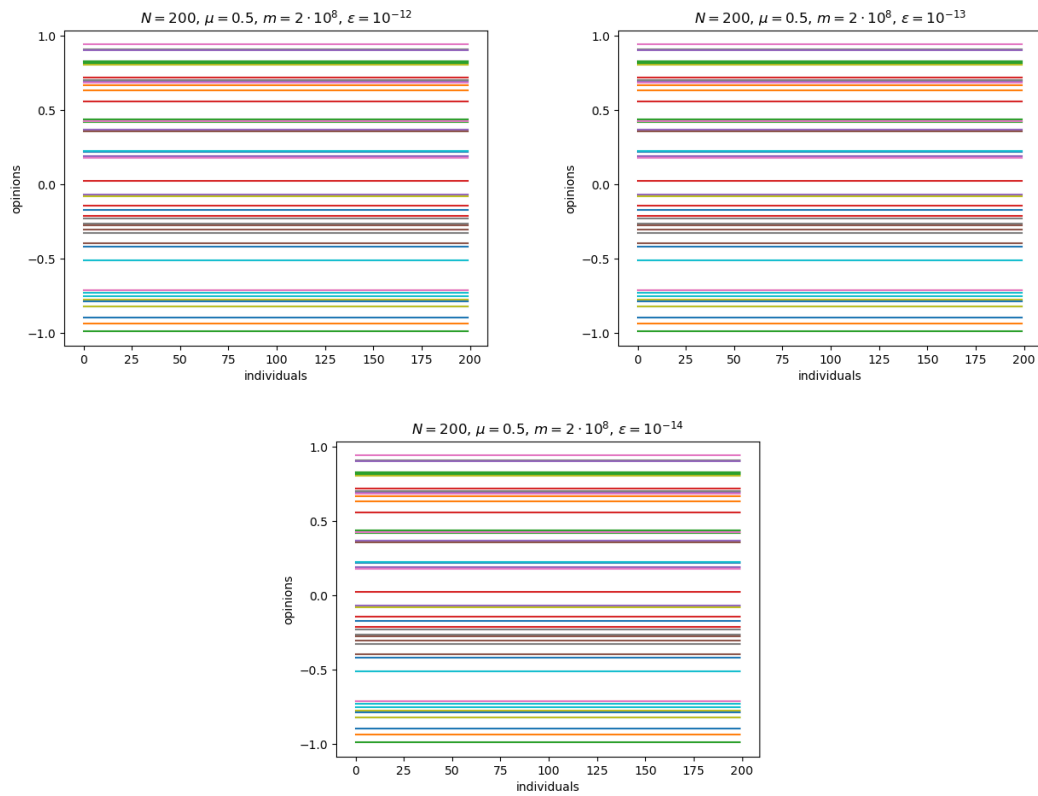 N = 200, μ = 0.5, m = 2 · 10⁸, ε = 10⁻¹²
1.0
0.5
0.0
−0.5
−1.0
opinions
0 25 50 75 100 125 150 175 200
individuals
N = 200, μ = 0.5, m = 2 · 10⁸, ε = 10⁻¹³
1.0
0.5
0.0
−0.5
−1.0
opinions
0 25 50 75 100 125 150 175 200
individuals
N = 200, μ = 0.5, m = 2 · 10⁸, ε = 10⁻¹⁴
1.0
0.5
0.0
−0.5
−1.0
opinions
0 25 50 75 100 125 150 175 200
individuals